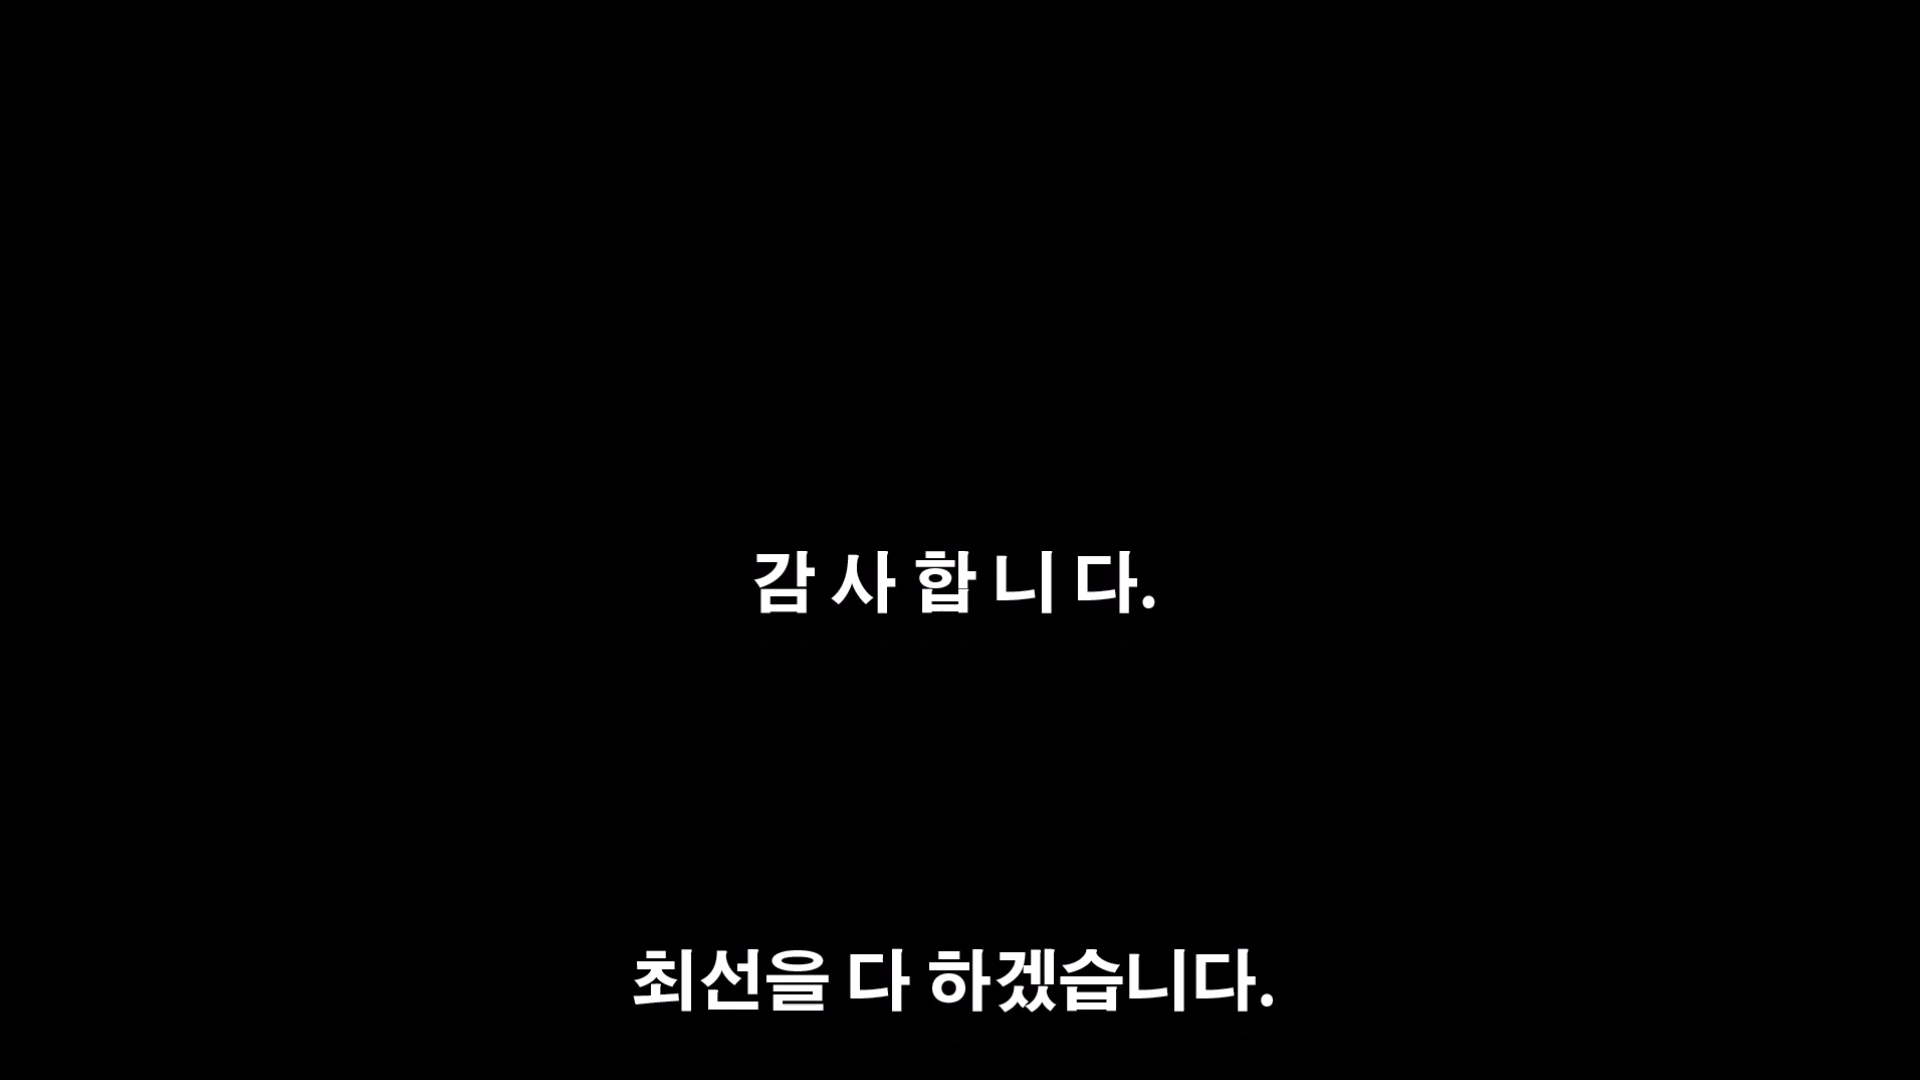 감 사 합 니 다.
최선을 다 하겠습니다.